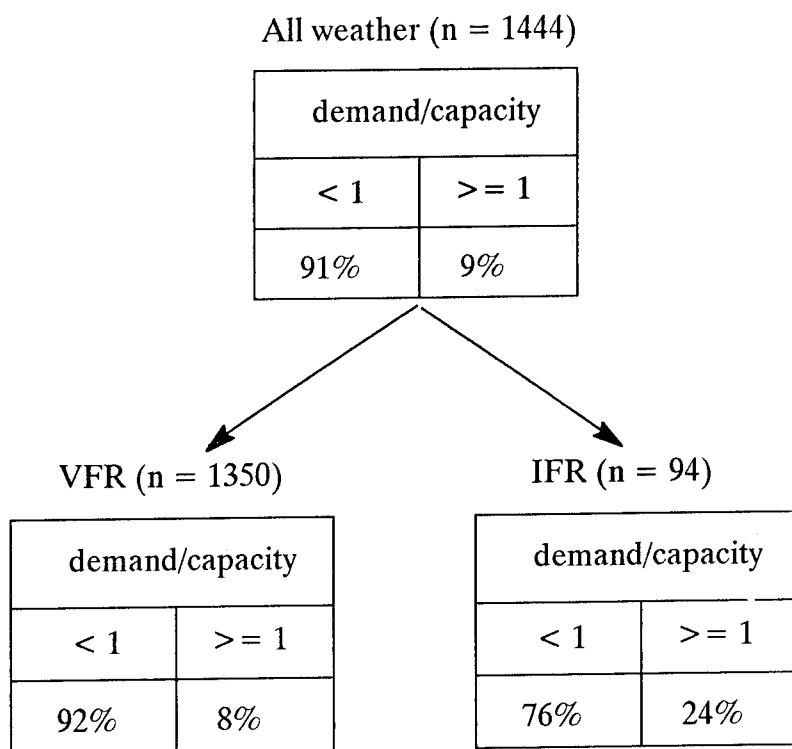 All weather (n = 1444)
demand/capacity
< 1 >= 1
91% 9%
VFR (n = 1350)
demand/capacity
< 1 >= 1
92% 8%
IFR (n = 94)
demand/capacity
< 1 >= 1
76% 24%